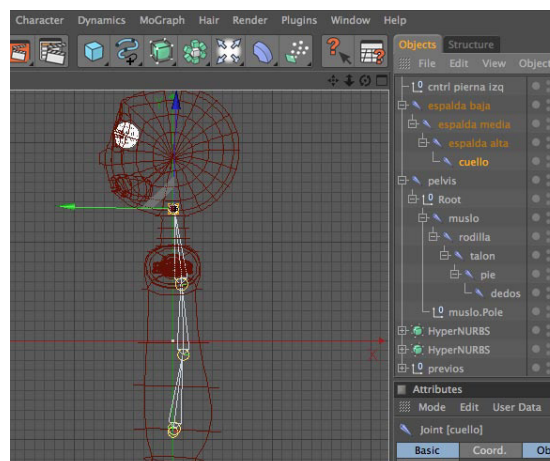 Character Dynamics MoGraph Hair Render Plugins Window Help
Objects Structure
File Edit View Object
cntrl pierna izq
espalda baja
espalda media
espalda alta
cuello
pelvis
Root
muslo
rodilla
talon
pie
dedos
muslo.Pole
HyperNURBS
HyperNURBS
previos
X
Attributes
Mode Edit User Data
Joint [cuello]
Basic Coord. Ob